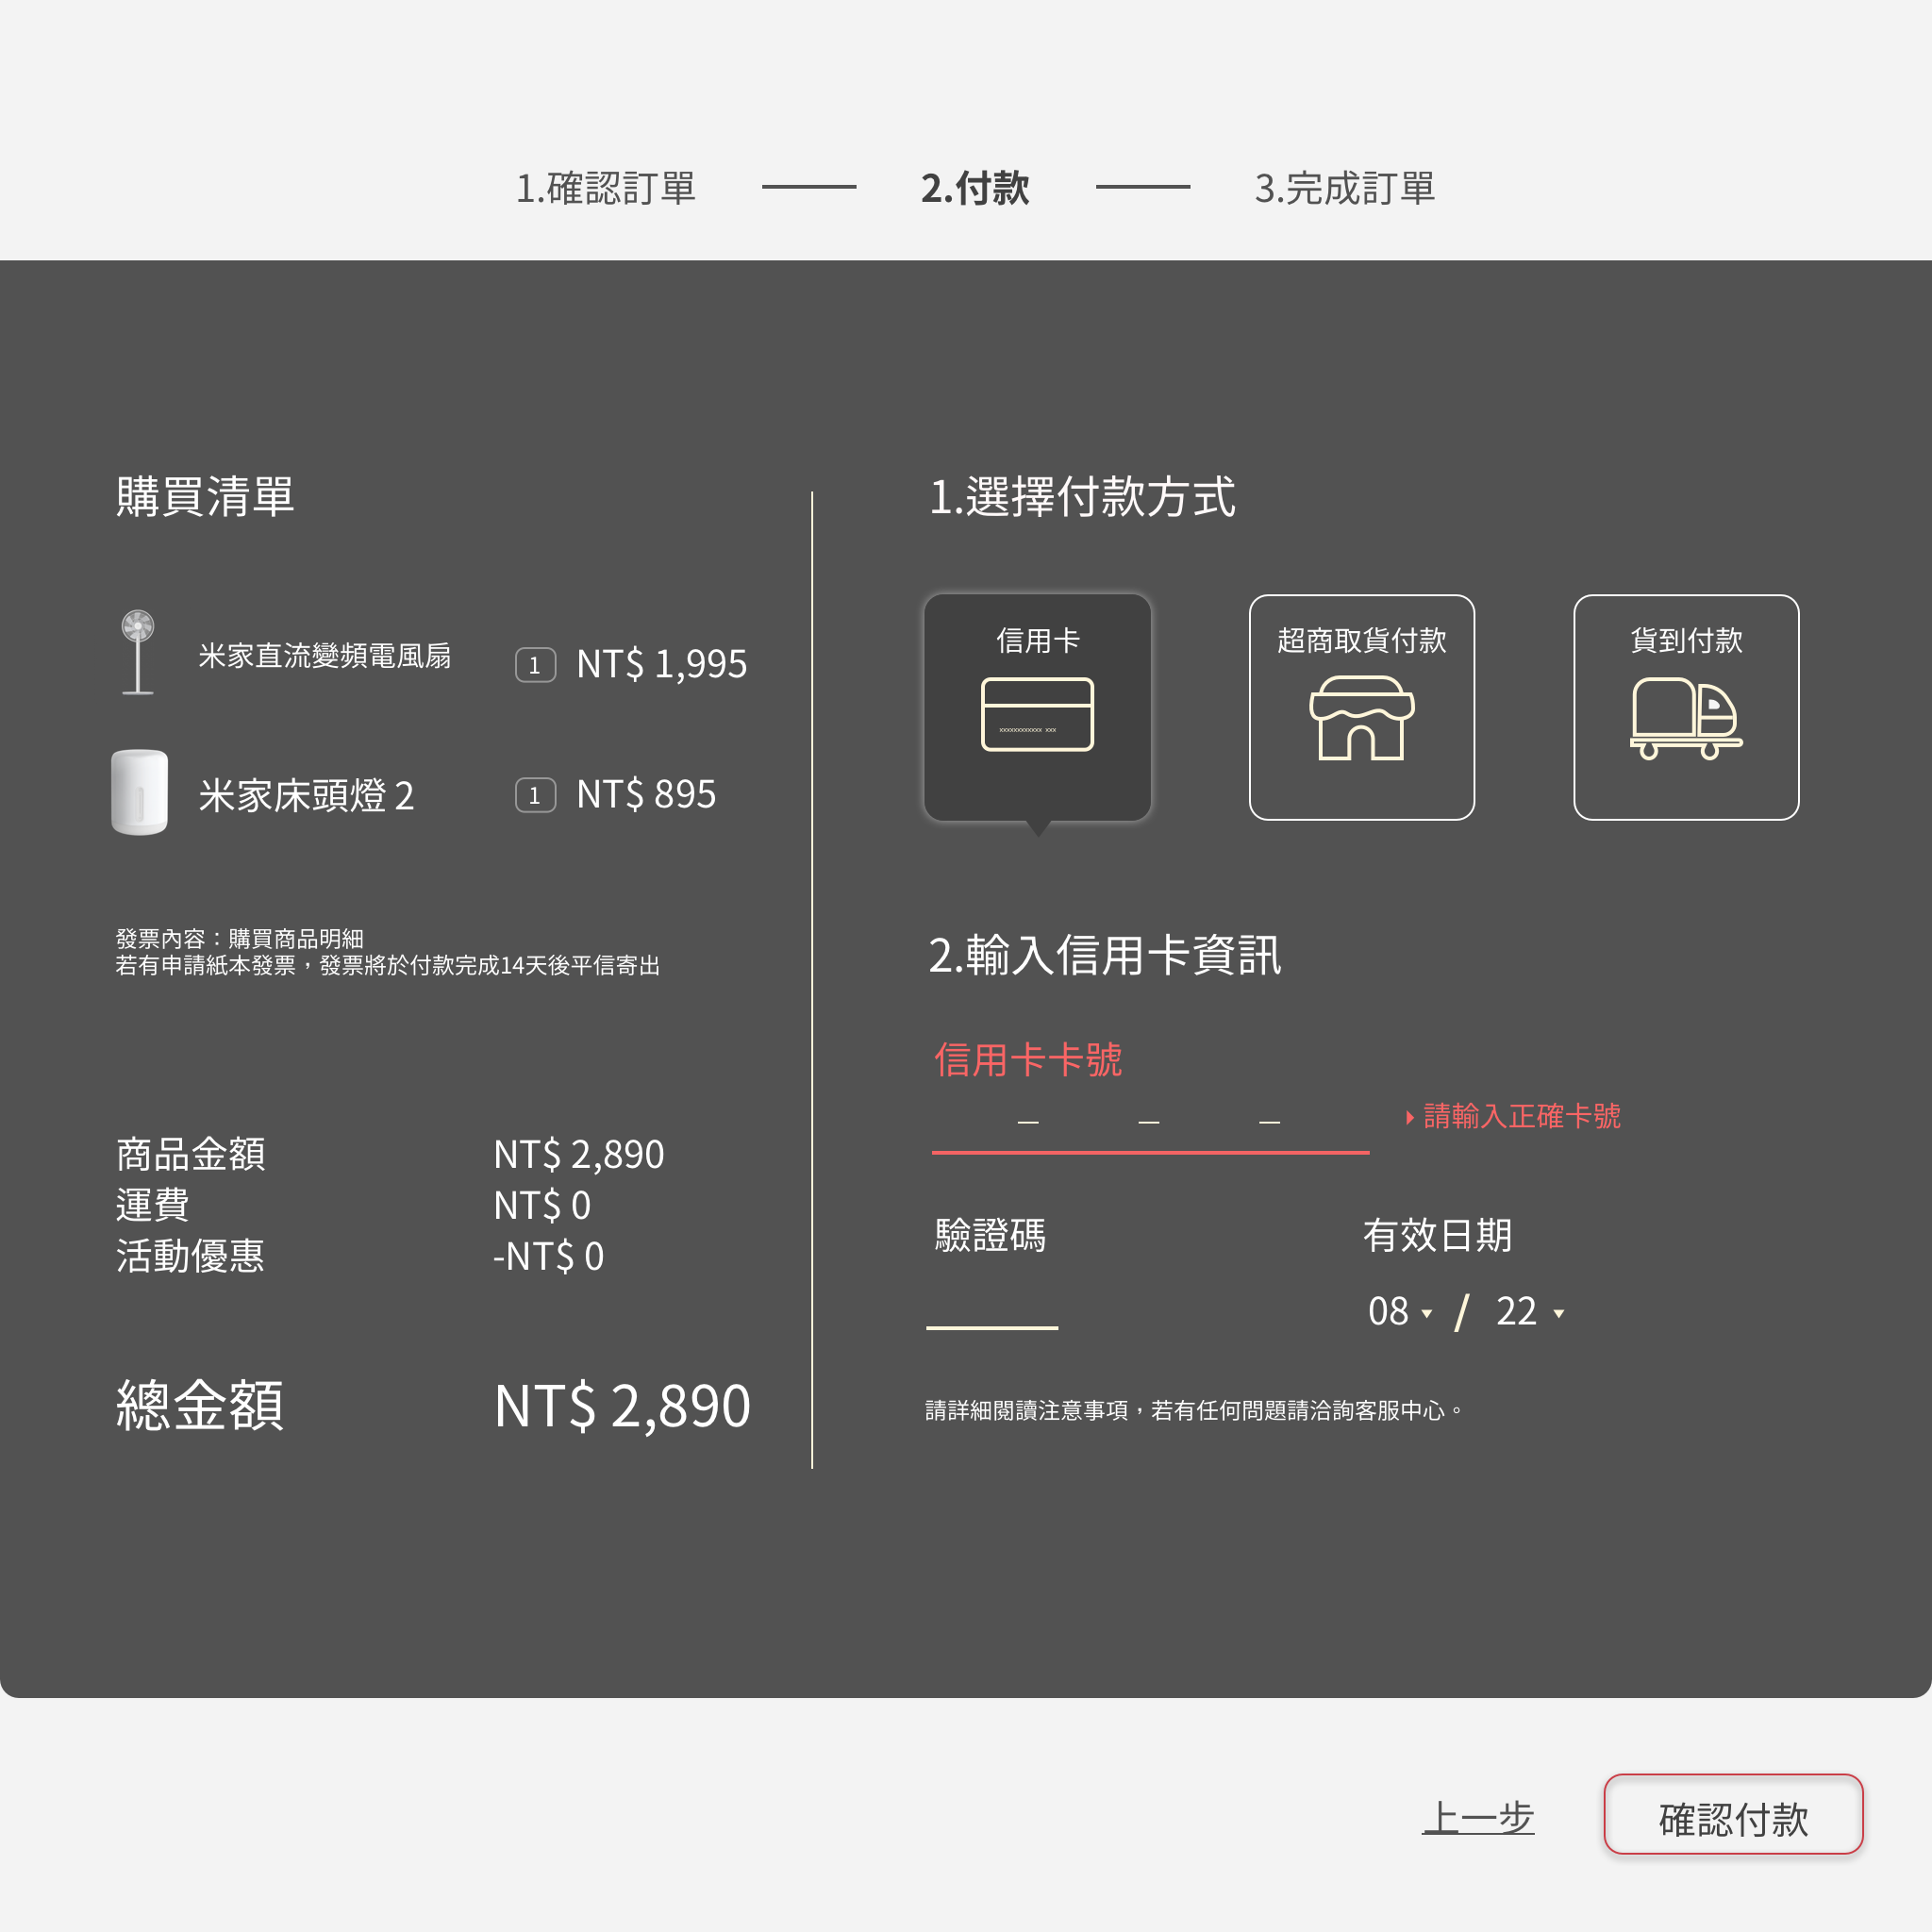 1.確認訂單
2.付款
3.完成訂單
購買清單
米家直流變頻電風扇 1 NT$ 1,995
米家床頭燈 2 1 NT$ 895
發票內容：購買商品明細
若有申請紙本發票，發票將於付款完成14天後平信寄出
商品金額 NT$ 2,890
運費 NT$ 0
活動優惠 -NT$ 0
總金額 NT$ 2,890
1.選擇付款方式
信用卡
xxxxxxxxxxxx xxx
超商取貨付款
貨到付款
2.輸入信用卡資訊
信用卡卡號
請輸入正確卡號
驗證碼
有效日期
08 / 22
請詳細閱讀注意事項，若有任何問題請洽詢客服中心。
上一步
確認付款